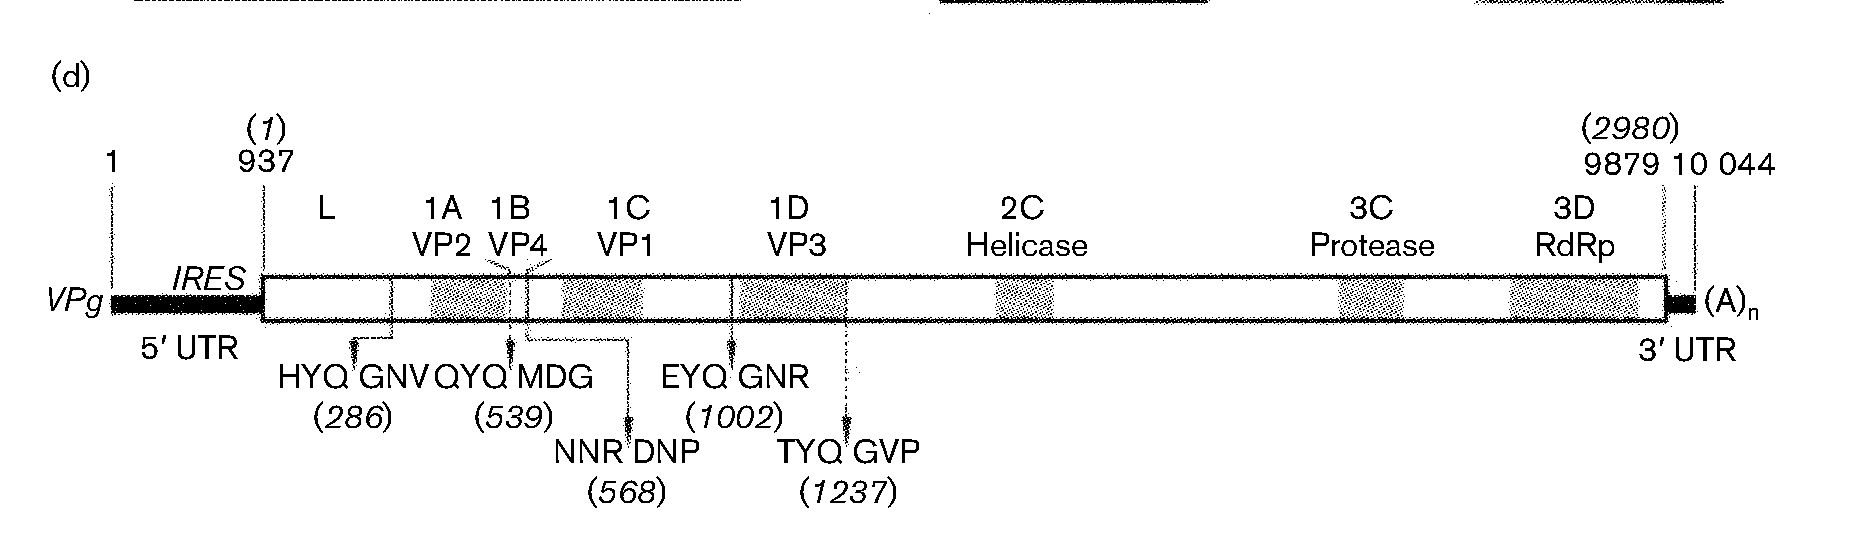 (d)
(1) (2980)
1 937 9879 10 044
L 1A 1B 1C 1D 2C 3C 3D
VP2 VP4 VP1 VP3 Helicase Protease RdRp
IRES
VPg (A)n
5′ UTR 3′ UTR
HYQ GNV QYQ MDG EYQ GNR
(286) (539) (1002)
NNR DNP TYQ GVP
(568) (1237)